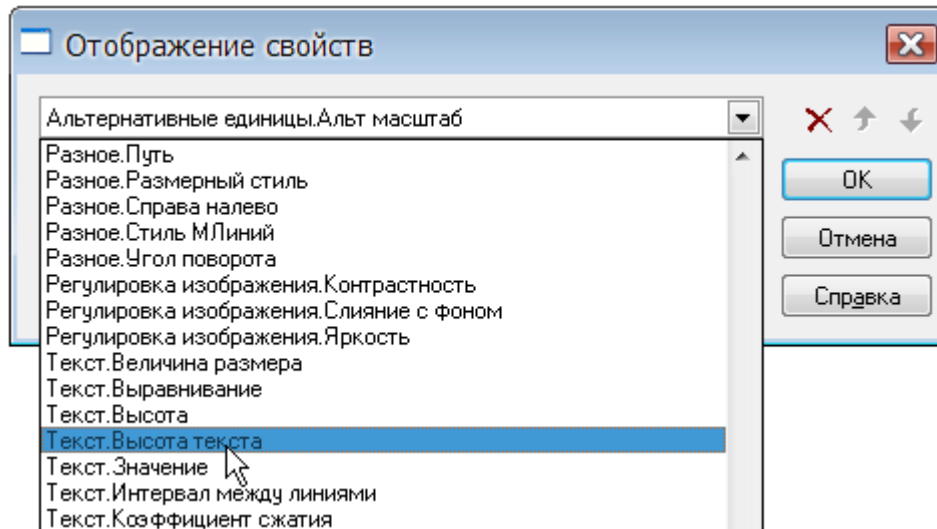 Отображение свойств
Альтернативные единицы.Альт масштаб
Разное.Путь
Разное.Размерный стиль
Разное.Справа налево
Разное.Стиль МЛиний
Разное.Угол поворота
Регулировка изображения.Контрастность
Регулировка изображения.Слияние с фоном
Регулировка изображения.Яркость
Текст.Величина размера
Текст.Выравнивание
Текст.Высота
Текст.Высота текста
Текст.Значение
Текст.Интервал между линиями
Текст.Коэффициент сжатия
OK
Отмена
Справка